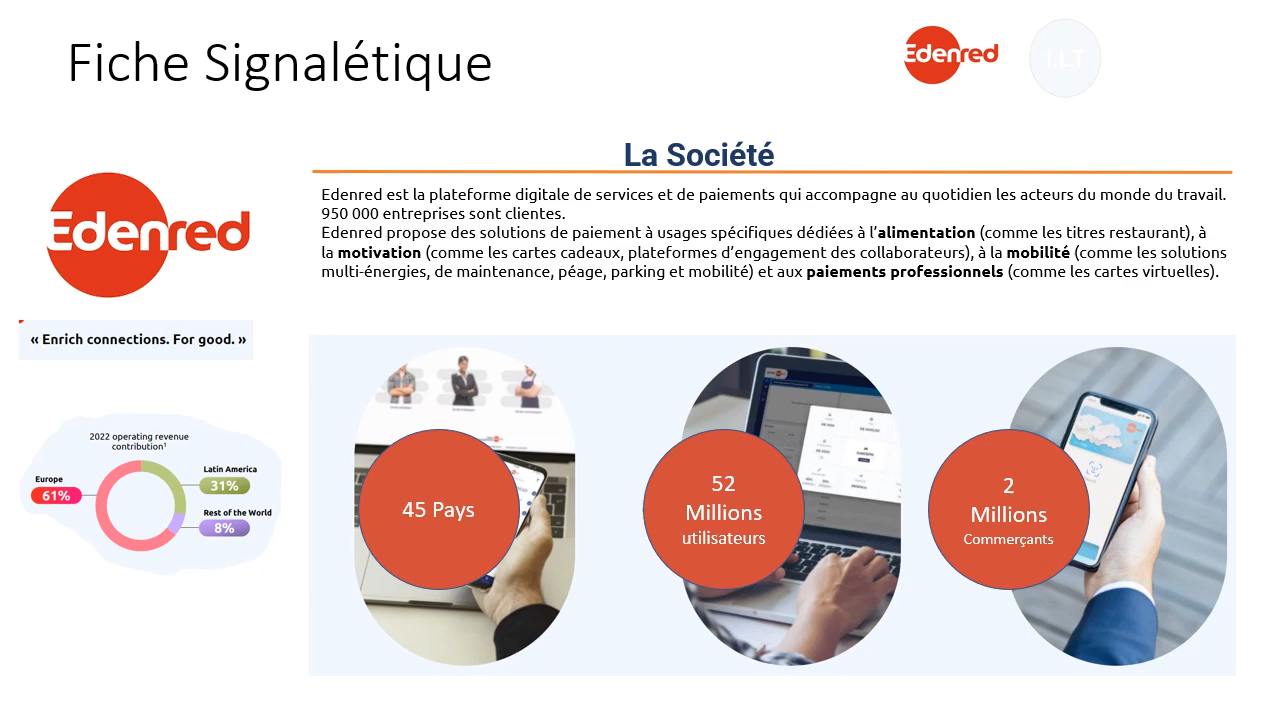 Fiche Signalétique
Edenred
I.L.T
La Société
Edenred
Edenred est la plateforme digitale de services et de paiements qui accompagne au quotidien les acteurs du monde du travail.
950 000 entreprises sont clientes.
Edenred propose des solutions de paiement à usages spécifiques dédiées à l’alimentation (comme les titres restaurant), à
la motivation (comme les cartes cadeaux, plateformes d’engagement des collaborateurs), à la mobilité (comme les solutions
multi-énergies, de maintenance, péage, parking et mobilité) et aux paiements professionnels (comme les cartes virtuelles).
« Enrich connections. For good. »
2022 operating revenue
contribution¹
Europe
61%
Latin America
31%
Rest of the World
8%
45 Pays
52
Millions
utilisateurs
2
Millions
Commerçants